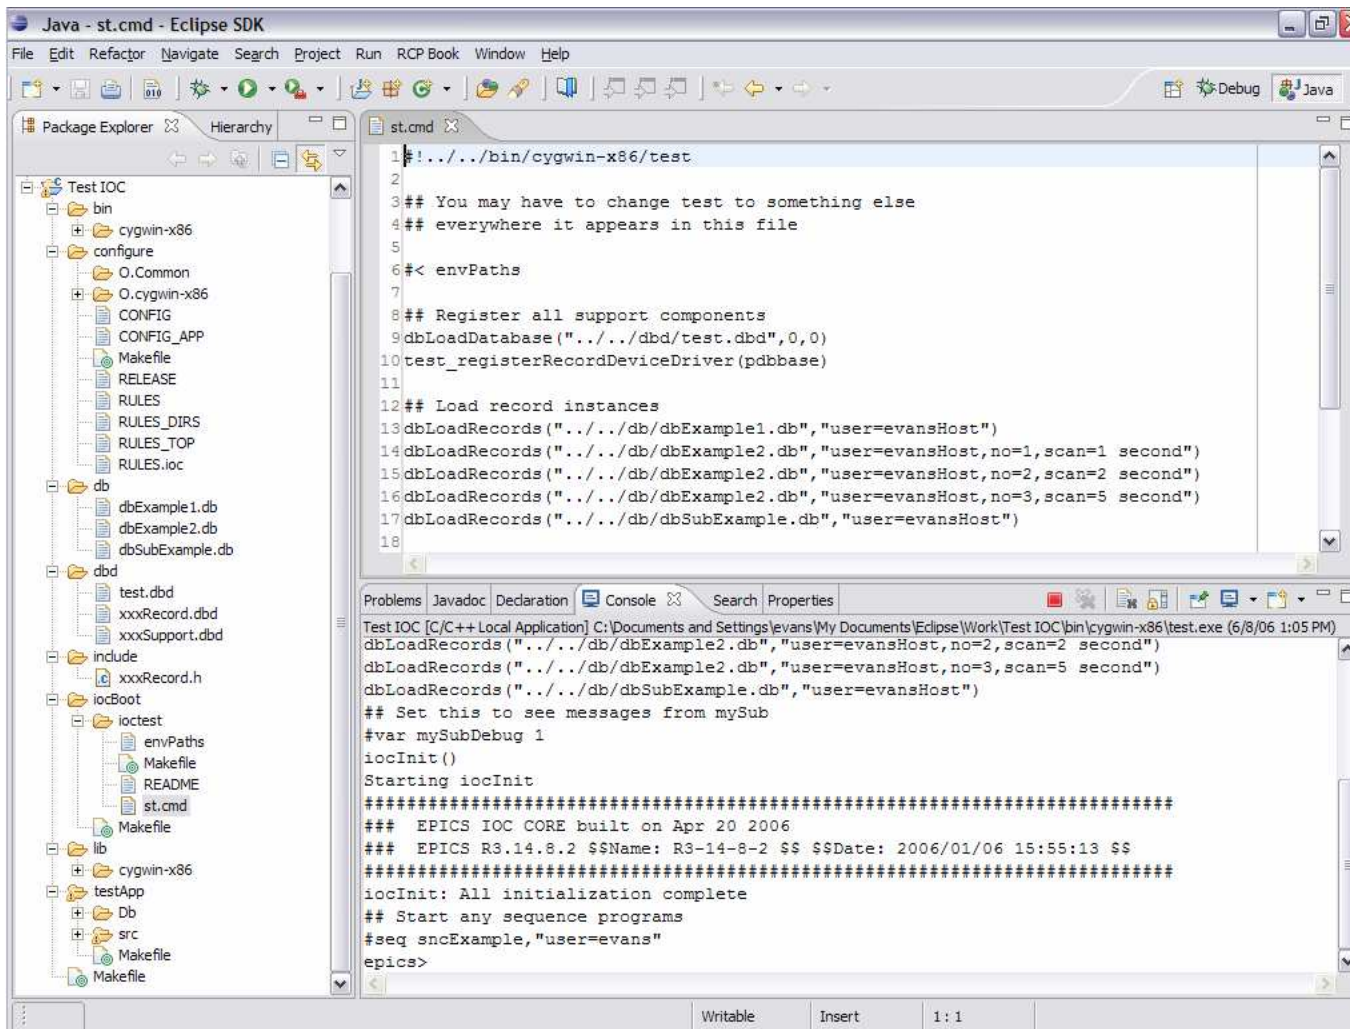 Java - st.cmd - Eclipse SDK
File Edit Refactor Navigate Search Project Run RCP Book Window Help
Debug Java
Package Explorer Hierarchy
Test IOC
bin
cygwin-x86
configure
O.Common
O.cygwin-x86
CONFIG
CONFIG_APP
Makefile
RELEASE
RULES
RULES_DIRS
RULES_TOP
RULES.ioc
db
dbExample1.db
dbExample2.db
dbSubExample.db
dbd
test.dbd
xxxRecord.dbd
xxxSupport.dbd
include
xxxRecord.h
iocBoot
ioctest
envPaths
Makefile
README
st.cmd
Makefile
lib
cygwin-x86
testApp
Db
src
Makefile
Makefile
st.cmd
1 #!../../bin/cygwin-x86/test
2
3 ## You may have to change test to something else
4 ## everywhere it appears in this file
5
6 #< envPaths
7
8 ## Register all support components
9 dbLoadDatabase("../../dbd/test.dbd",0,0)
10 test_registerRecordDeviceDriver(pdbbase)
11
12 ## Load record instances
13 dbLoadRecords("../../db/dbExample1.db","user=evansHost")
14 dbLoadRecords("../../db/dbExample2.db","user=evansHost,no=1,scan=1 second")
15 dbLoadRecords("../../db/dbExample2.db","user=evansHost,no=2,scan=2 second")
16 dbLoadRecords("../../db/dbExample2.db","user=evansHost,no=3,scan=5 second")
17 dbLoadRecords("../../db/dbSubExample.db","user=evansHost")
18
Problems Javadoc Declaration Console Search Properties
Test IOC [C/C++ Local Application] C:\Documents and Settings\evans\My Documents\Eclipse\Work\Test IOC\bin\cygwin-x86\test.exe (6/8/06 1:05 PM)
dbLoadRecords("../../db/dbExample2.db","user=evansHost,no=2,scan=2 second")
dbLoadRecords("../../db/dbExample2.db","user=evansHost,no=3,scan=5 second")
dbLoadRecords("../../db/dbSubExample.db","user=evansHost")
## Set this to see messages from mySub
#var mySubDebug 1
iocInit()
Starting iocInit
############################################################################
### EPICS IOC CORE built on Apr 20 2006
### EPICS R3.14.8.2 $$Name: R3-14-8-2 $$ $$Date: 2006/01/06 15:55:13 $$
############################################################################
iocInit: All initialization complete
## Start any sequence programs
#seq sncExample,"user=evans"
epics>
Writable Insert 1 : 1